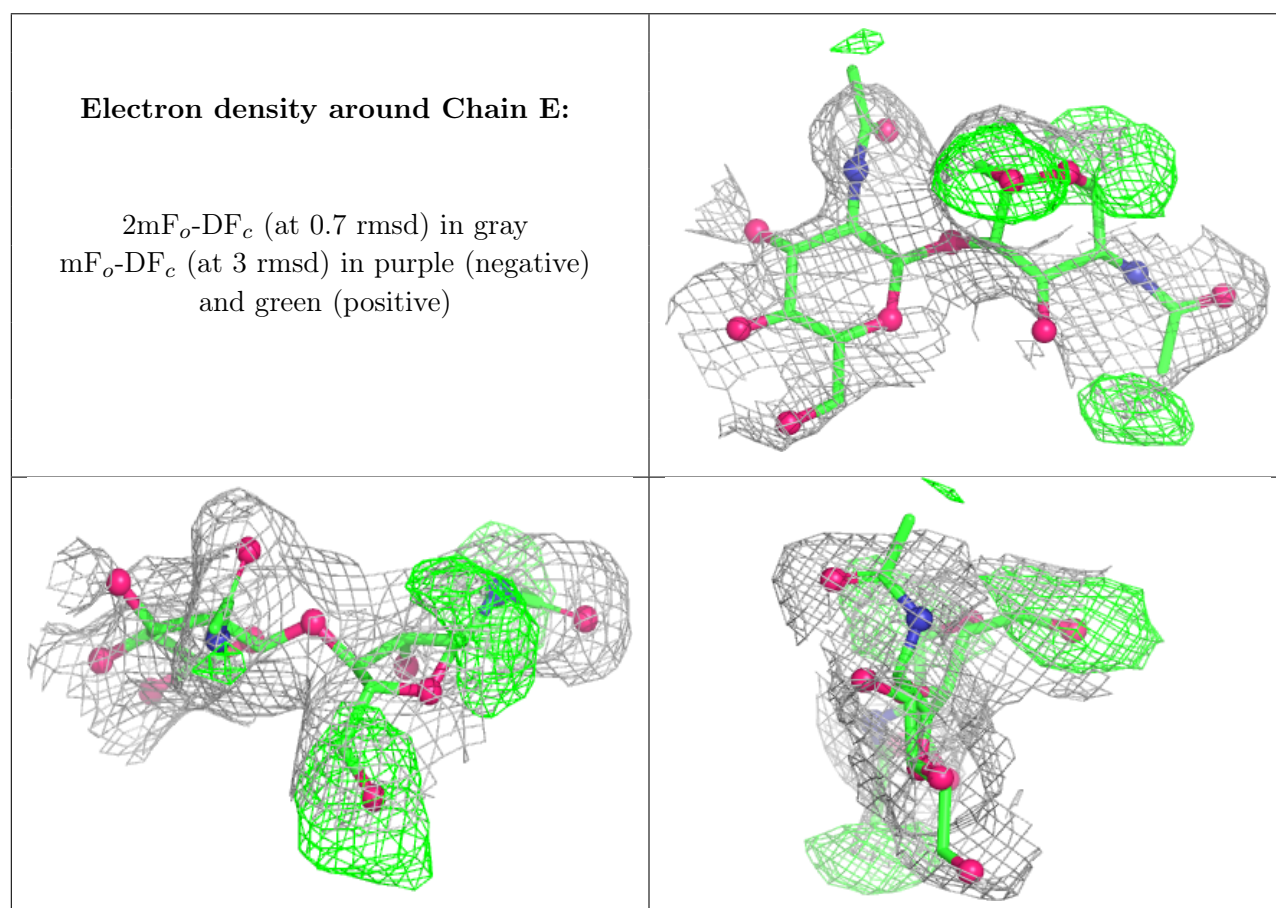 Electron density around Chain E:
2mFₒ-DF𝒸 (at 0.7 rmsd) in gray
mFₒ-DF𝒸 (at 3 rmsd) in purple (negative)
and green (positive)